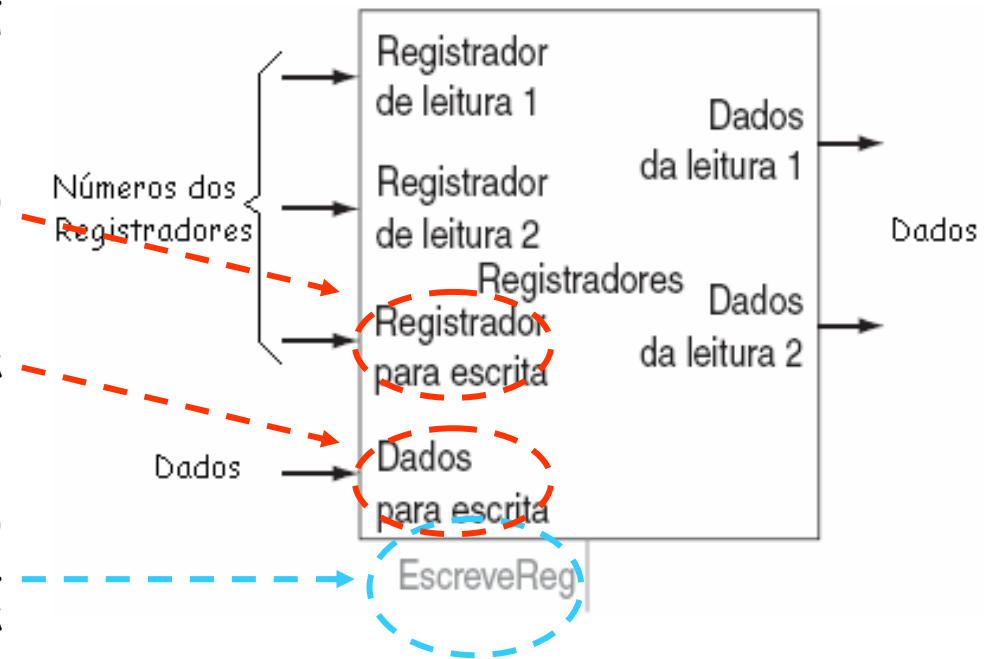 Números dos
Registradores
Dados
Registrador
de leitura 1
Registrador
de leitura 2
Registradores
Registrador
para escrita
Dados
para escrita
EscreveReg
Dados
da leitura 1
Dados
da leitura 2
Dados